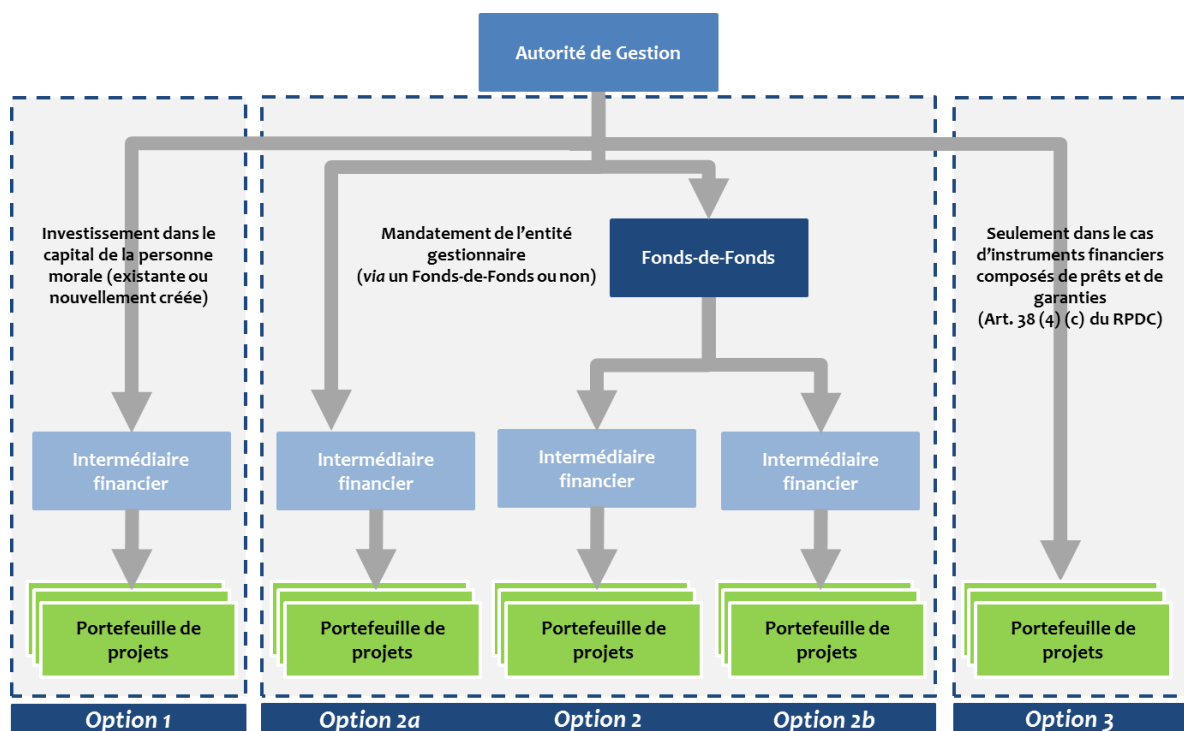 Autorité de Gestion
Investissement dans le
capital de la personne
morale (existante ou
nouvellement créée)
Mandatement de l’entité
gestionnaire
(via un Fonds-de-Fonds ou non)
Fonds-de-Fonds
Seulement dans le cas
d’instruments financiers
composés de prêts et de
garanties
(Art. 38 (4) (c) du RPDC)
Intermédiaire
financier
Intermédiaire
financier
Intermédiaire
financier
Intermédiaire
financier
Portefeuille de
projets
Portefeuille de
projets
Portefeuille de
projets
Portefeuille de
projets
Portefeuille de
projets
Option 1
Option 2a
Option 2
Option 2b
Option 3